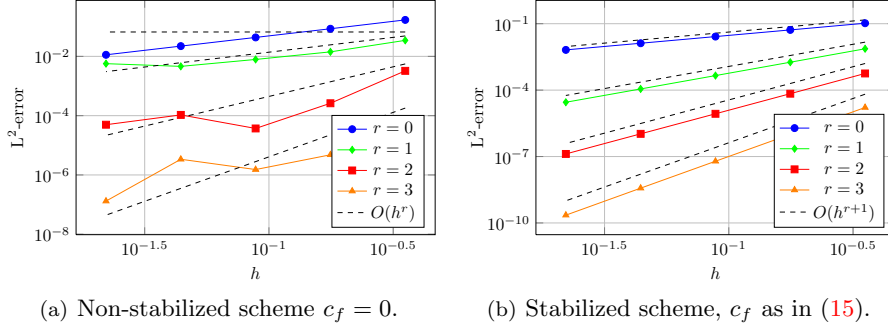 10^−2
10^−4
10^−6
10^−8
L²-error
10^−1.5
10^−1
10^−0.5
h
r = 0
r = 1
r = 2
r = 3
O(h^r)
(a) Non-stabilized scheme c_f = 0.
10^−1
10^−4
10^−7
10^−10
L²-error
10^−1.5
10^−1
10^−0.5
h
r = 0
r = 1
r = 2
r = 3
O(h^{r+1})
(b) Stabilized scheme, c_f as in (15).